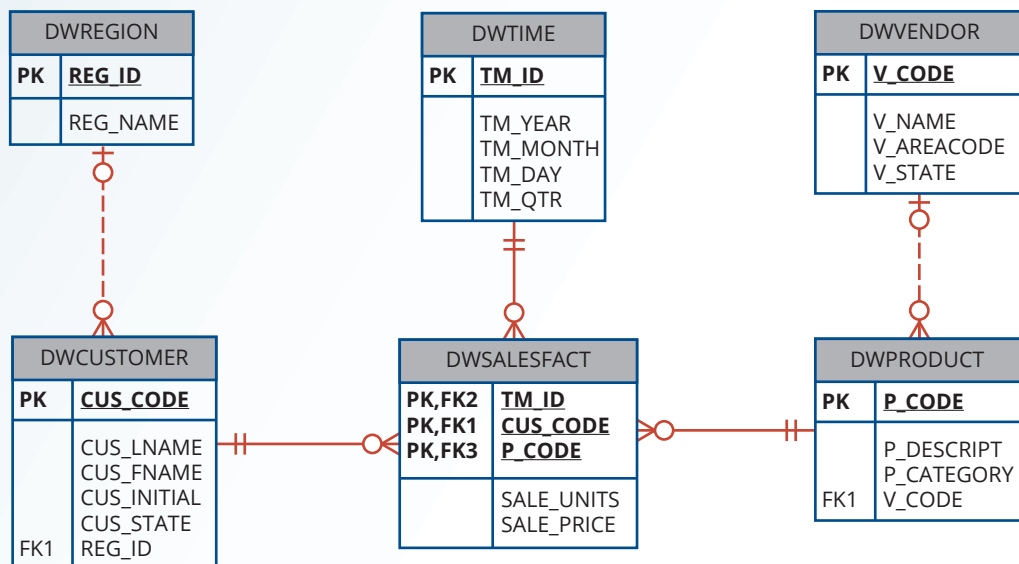 DWREGION
PK REG_ID
REG_NAME
DWTIME
PK TM_ID
TM_YEAR
TM_MONTH
TM_DAY
TM_QTR
DWVENDOR
PK V_CODE
V_NAME
V_AREACODE
V_STATE
DWCUSTOMER
PK CUS_CODE
CUS_LNAME
CUS_FNAME
CUS_INITIAL
CUS_STATE
FK1 REG_ID
DWSALESFACT
PK,FK2 TM_ID
PK,FK1 CUS_CODE
PK,FK3 P_CODE
SALE_UNITS
SALE_PRICE
DWPRODUCT
PK P_CODE
P_DESCRIPT
P_CATEGORY
FK1 V_CODE